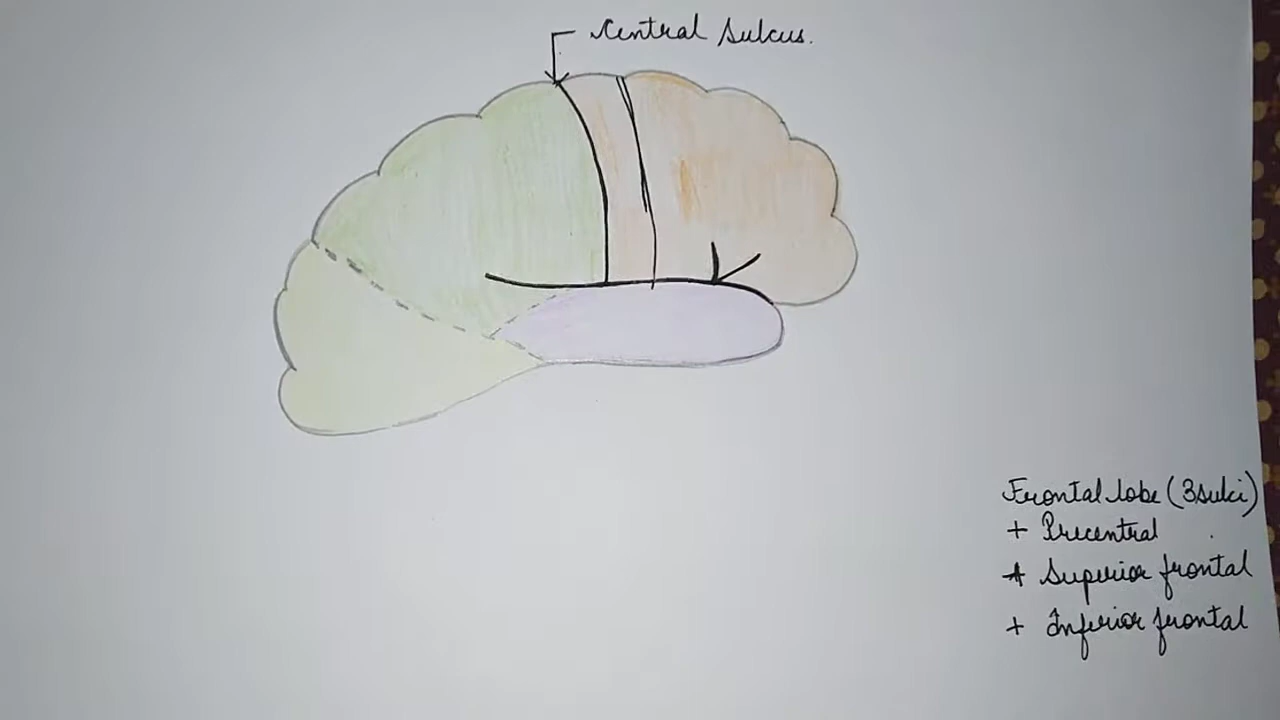 Central Sulcus.
Frontal lobe (3 sulci)
+ Precentral
+ Superior frontal
+ Inferior frontal